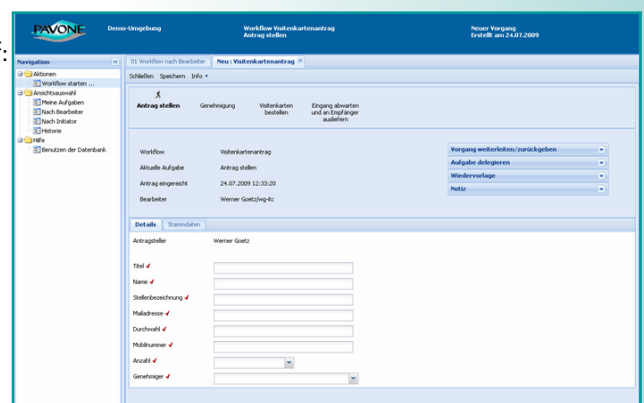 PAVONE
Demo-Umgebung
Workflow Visitenkartenantrag
Antrag stellen
Neuer Vorgang
Erstellt am 24.07.2009
Navigation
Aktionen
Workflow starten ...
Ansichtsauswahl
Meine Aufgaben
Nach Bearbeiter
Nach Initiator
Historie
Hilfe
Benutzen der Datenbank
01 Workflow nach Bearbeiter
Neu: Visitenkartenantrag
Schließen Speichern Info
Antrag stellen
Genehmigung
Visitenkarten
bestellen
Eingang abwarten
und an Empfänger
ausliefern
Workflow Visitenkartenantrag
Aktuelle Aufgabe Antrag stellen
Antrag eingereicht 24.07.2009 12:33:20
Bearbeiter Werner Goetz/wg-itc
Vorgang weiterleiten/zurückgeben
Aufgabe delegieren
Wiedervorlage
Notiz
Details Stammdaten
Antragsteller Werner Goetz
Titel
Name
Stellenbezeichnung
Mailadresse
Durchwahl
Mobilnummer
Anzahl
Genehmiger